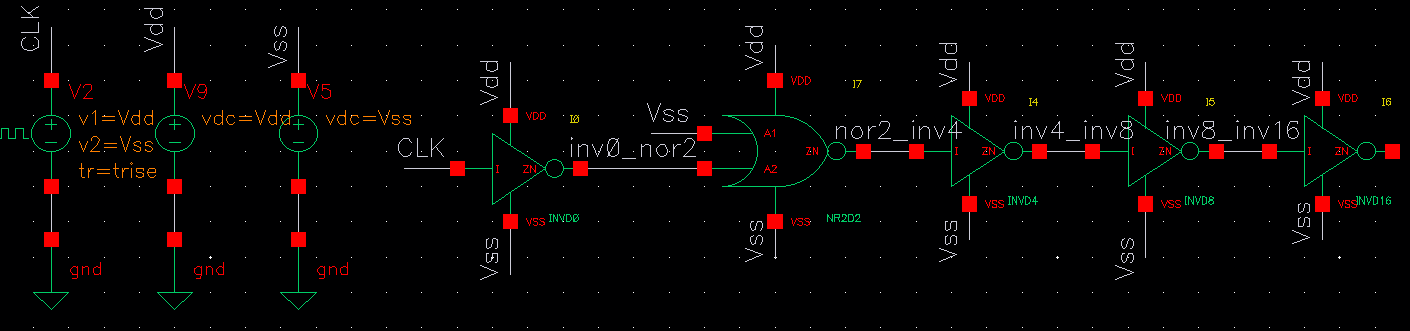 CLK
Vdd
Vss
V2
V9
V5
v1=Vdd
vdc=Vdd
vdc=Vss
v2=Vss
tr=trise
gnd
gnd
gnd
CLK
Vdd
VDD
I0
I
ZN
VSS
INVD0
Vss
inv0_nor2
Vss
Vdd
VDD
I7
A1
A2
ZN
VSS
NR2D2
Vss
nor2_inv4
Vdd
VDD
I4
I
ZN
VSS
INVD4
Vss
inv4_inv8
Vdd
VDD
I5
I
ZN
VSS
INVD8
Vss
inv8_inv16
Vdd
VDD
I6
I
ZN
VSS
INVD16
Vss